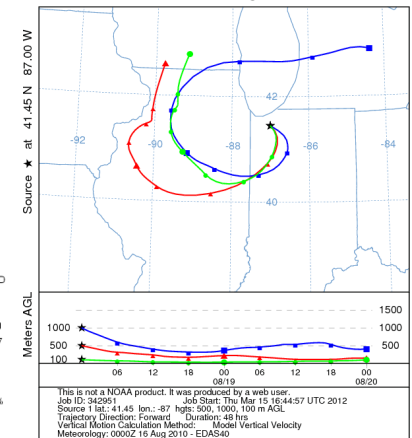 Source ★ at 41.45 N 87.00 W
42
-92
-90
-88
-86
-84
40
Meters AGL
1500
1000
1000
500
500
100
06
12
18
00
06
12
18
00
08/19
08/20
This is not a NOAA product. It was produced by a web user.
Job ID: 342951 Job Start: Thu Mar 15 16:44:57 UTC 2012
Source 1 lat.: 41.45 lon.: -87 hgts: 500, 1000, 100 m AGL
Trajectory Direction: Forward Duration: 48 hrs
Vertical Motion Calculation Method: Model Vertical Velocity
Meteorology: 0000Z 16 Aug 2010 - EDAS40